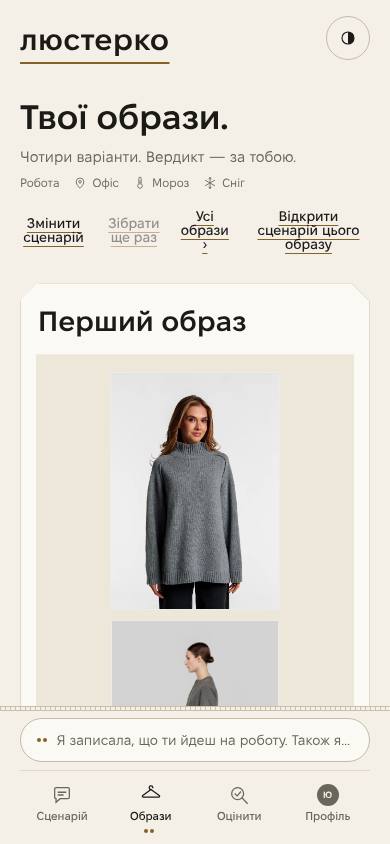 люстерко
Твої образи.
Чотири варіанти. Вердикт — за тобою.
Робота Офіс Мороз Сніг
Змінити
сценарій
Зібрати
ще раз
Усі
образи
›
Відкрити
сценарій цього
образу
Перший образ
Я записала, що ти йдеш на роботу. Також я...
Сценарій Образи Оцінити Ю Профіль